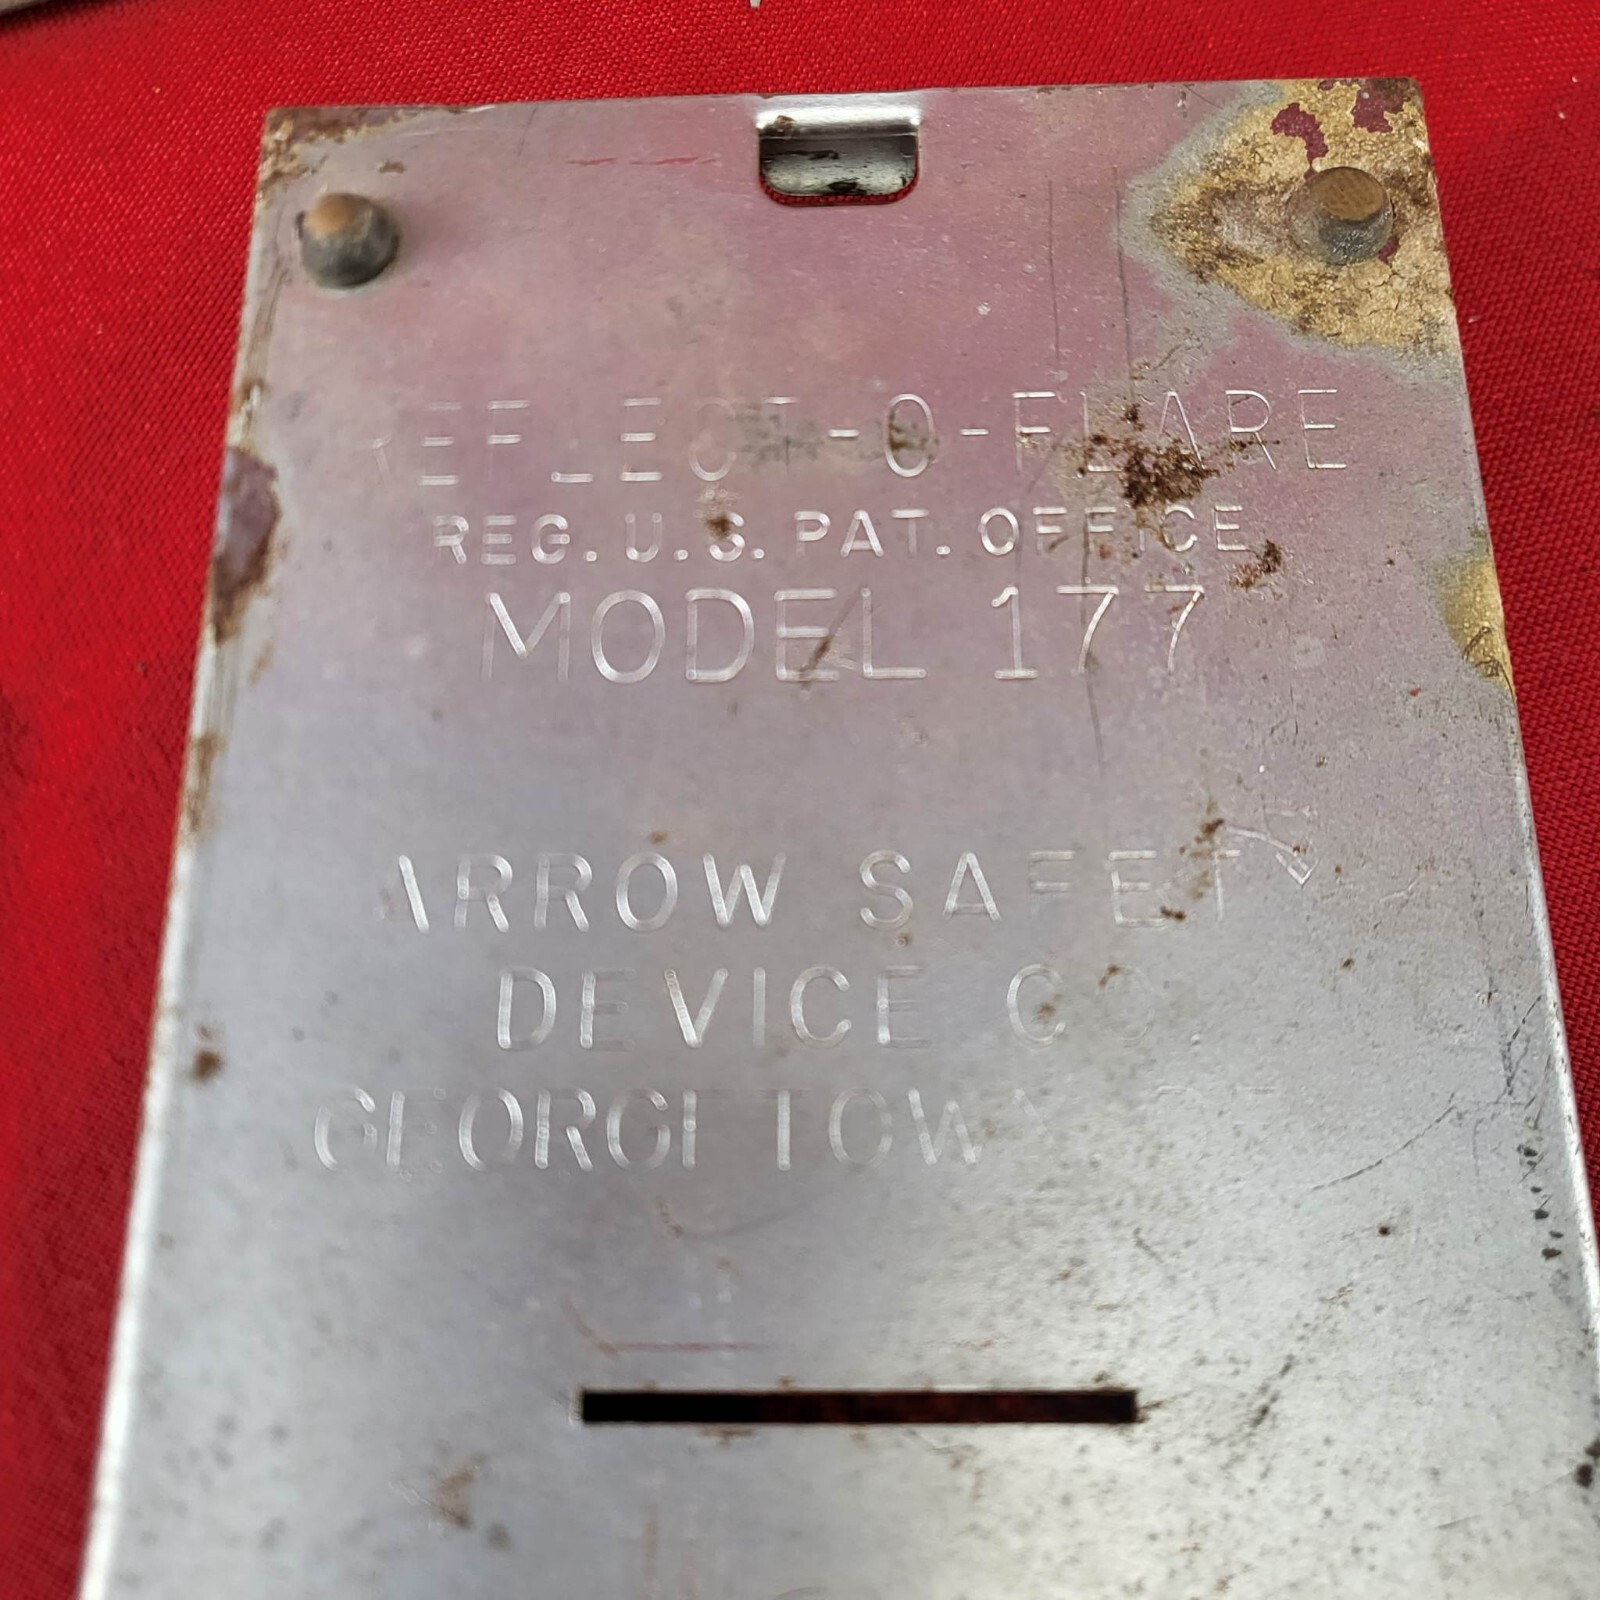 REFLECT-O-FLARE
REG. U.S. PAT. OFFICE
MODEL 177
ARROW SAFETY
DEVICE CO.
GEORGETOWN